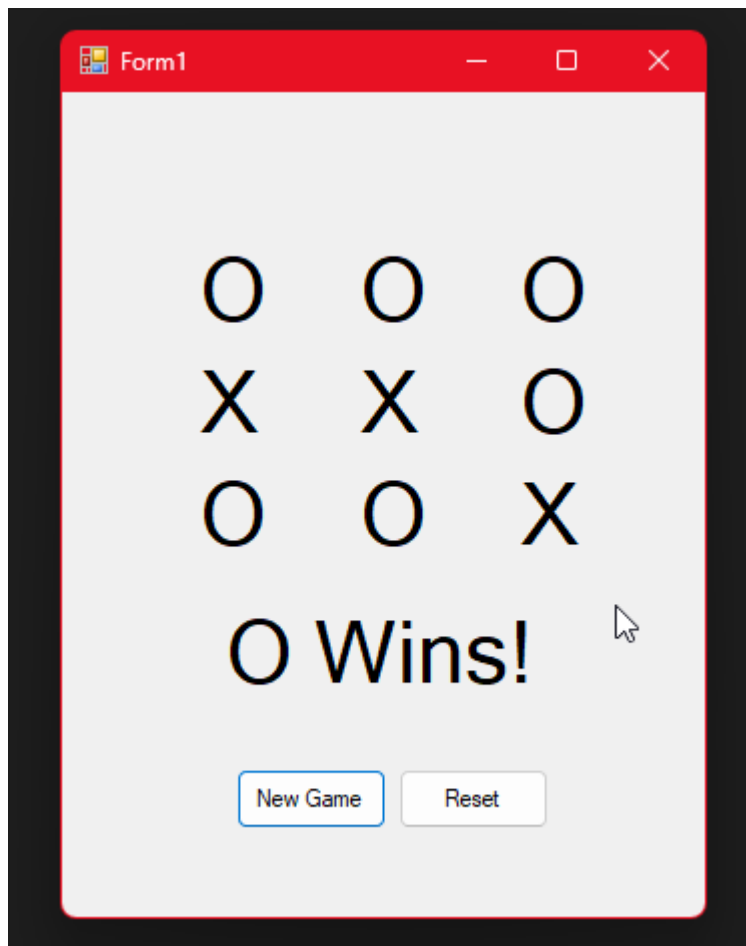 Form1
O O O
X X O
O O X
O Wins!
New Game Reset